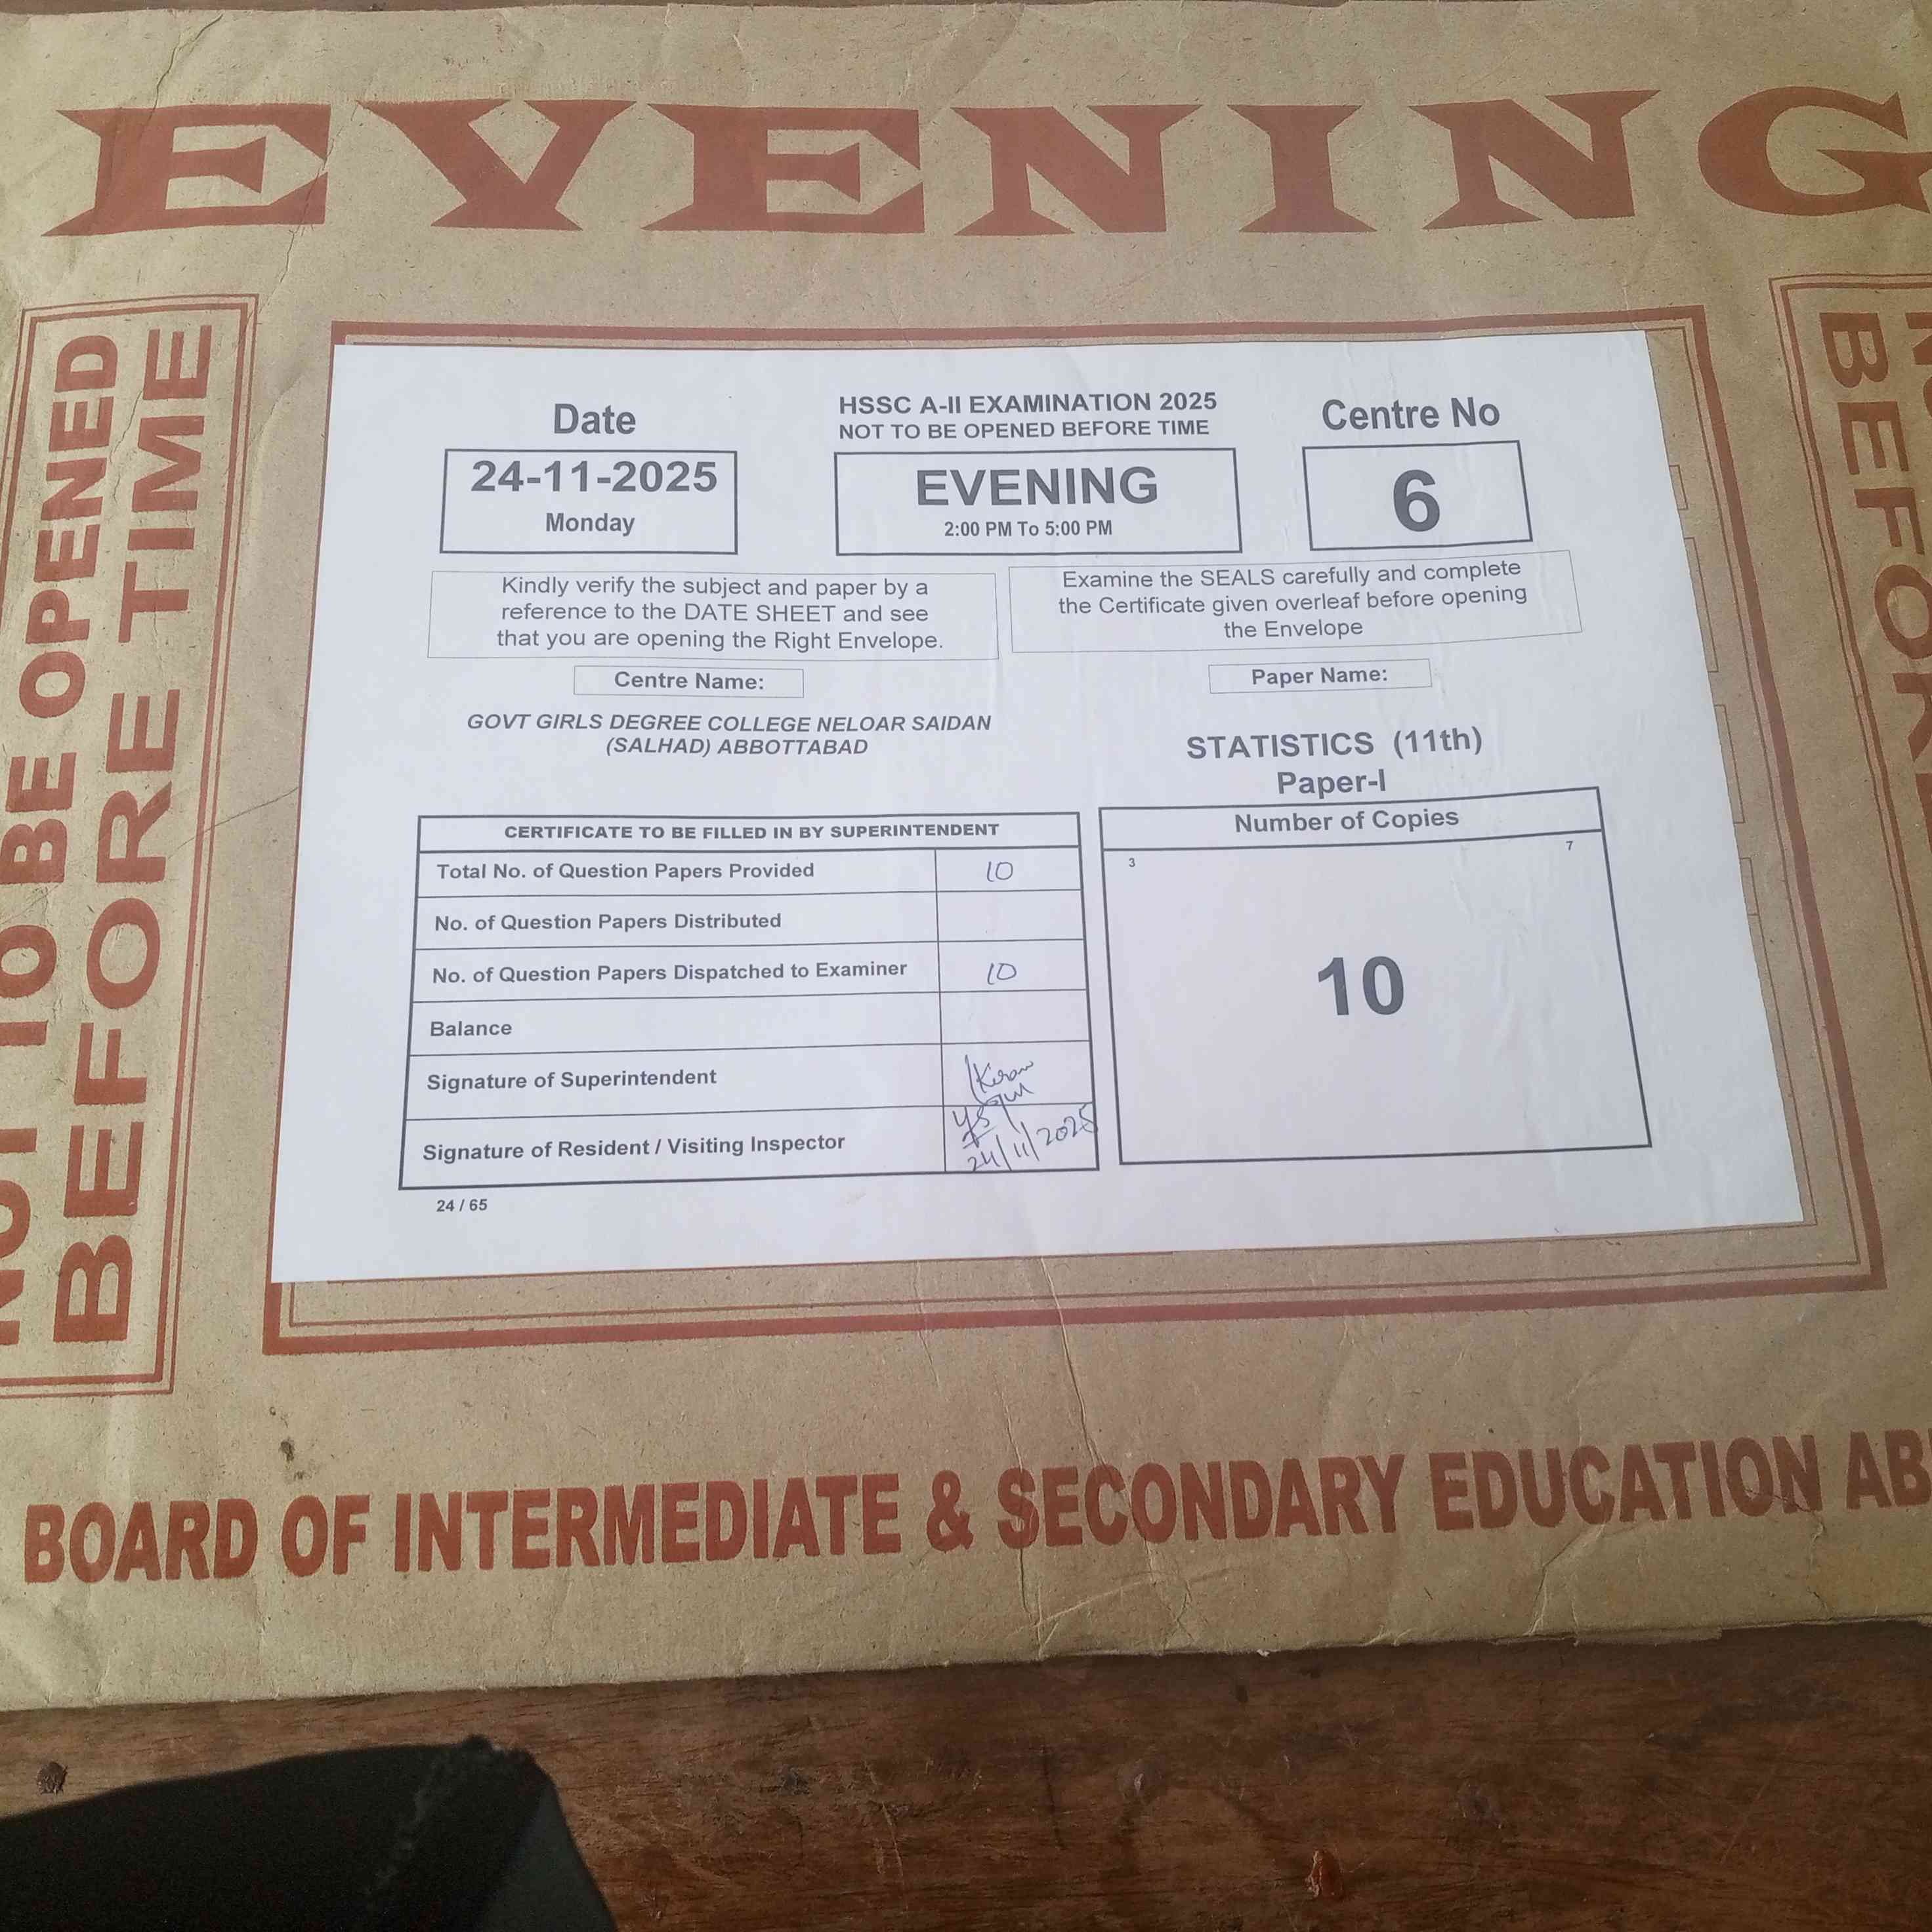 EVENING
NOT TO BE OPENED
BEFORE TIME
Date
24-11-2025
Monday
HSSC A-II EXAMINATION 2025
NOT TO BE OPENED BEFORE TIME
EVENING
2:00 PM To 5:00 PM
Centre No
6
Kindly verify the subject and paper by a
reference to the DATE SHEET and see
that you are opening the Right Envelope.
Examine the SEALS carefully and complete
the Certificate given overleaf before opening
the Envelope
Centre Name:
GOVT GIRLS DEGREE COLLEGE NELOAR SAIDAN
(SALHAD) ABBOTTABAD
Paper Name:
STATISTICS (11th)
Paper-I
CERTIFICATE TO BE FILLED IN BY SUPERINTENDENT
Total No. of Question Papers Provided 10
No. of Question Papers Distributed
No. of Question Papers Dispatched to Examiner 10
Balance
Signature of Superintendent
Signature of Resident / Visiting Inspector
24/11/2025
24 / 65
Number of Copies
3 7
10
BEFOR
BOARD OF INTERMEDIATE & SECONDARY EDUCATION AB